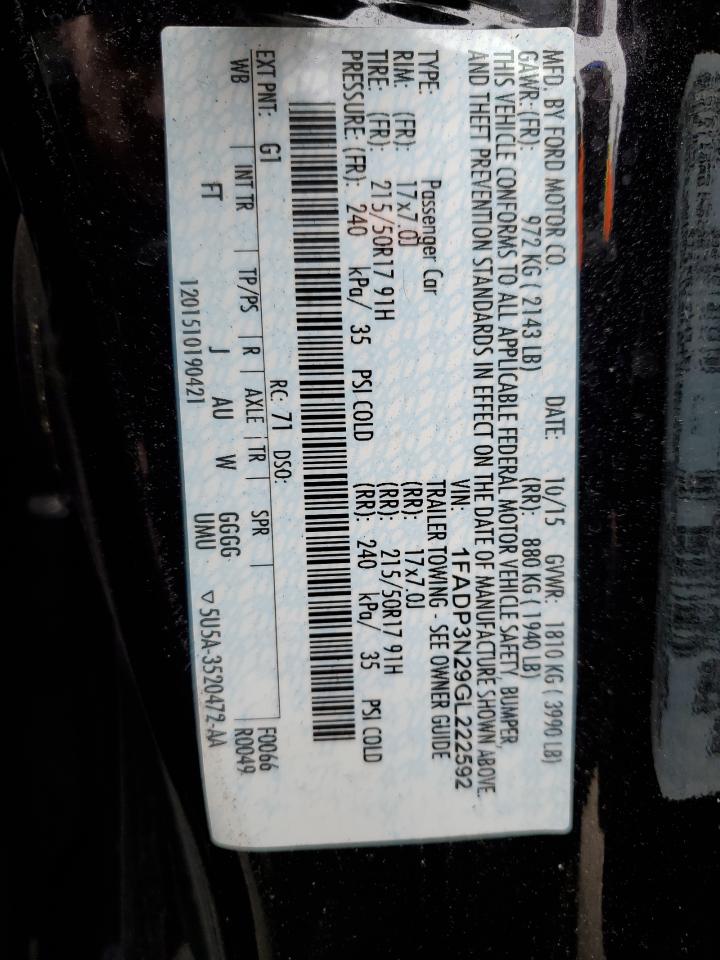 MFD. BY FORD MOTOR CO. DATE: 10/15 GVWR: 1810 KG ( 3990 LB)
GAWR: (FR): 972 KG ( 2143 LB) (RR): 880 KG ( 1940 LB)
THIS VEHICLE CONFORMS TO ALL APPLICABLE FEDERAL MOTOR VEHICLE SAFETY, BUMPER,
AND THEFT PREVENTION STANDARDS IN EFFECT ON THE DATE OF MANUFACTURE SHOWN ABOVE.
VIN: 1FADP3N29GL222592
TYPE: Passenger Car TRAILER TOWING - SEE OWNER GUIDE
RIM: (FR): 17x7.0J (RR): 17x7.0J
TIRE: (FR): 215/50R17 91H (RR): 215/50R17 91H
PRESSURE: (FR): 240 kPa/ 35 PSI COLD (RR): 240 kPa/ 35 PSI COLD
EXT PNT: G1 RC: 71 DSO: F0066
WB | INT TR | TP/PS | R | AXLE | TR | SPR | R0049
FT J AU W GGGG
UMU
1201510190421 ▽5U5A-3520472-AA